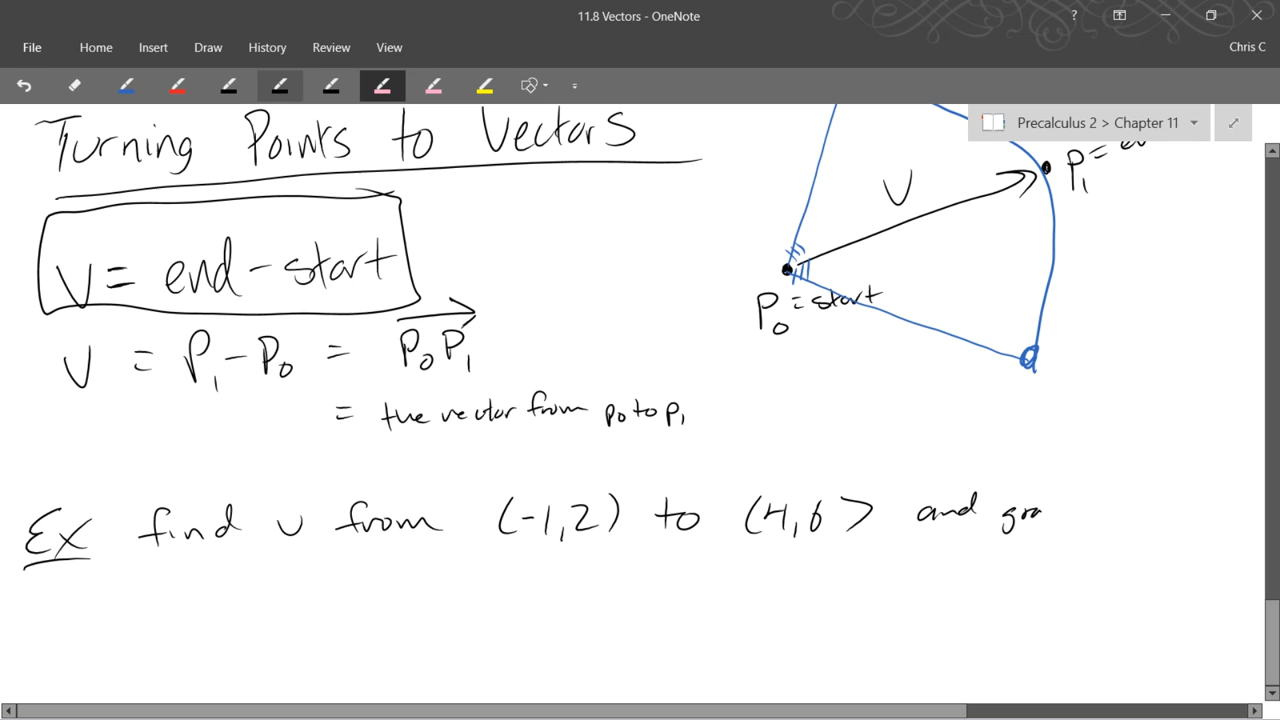 11.8 Vectors - OneNote
?
File Home Insert Draw History Review View
Chris C
Precalculus 2 > Chapter 11
Turning Points to Vectors
V = end - start
V = P₁ - P₀ = P₀P₁
= the vector from p₀ to p₁
V
P₁ =
P₀ = start
Ex find v from (-1,2) to (4,6> and gra